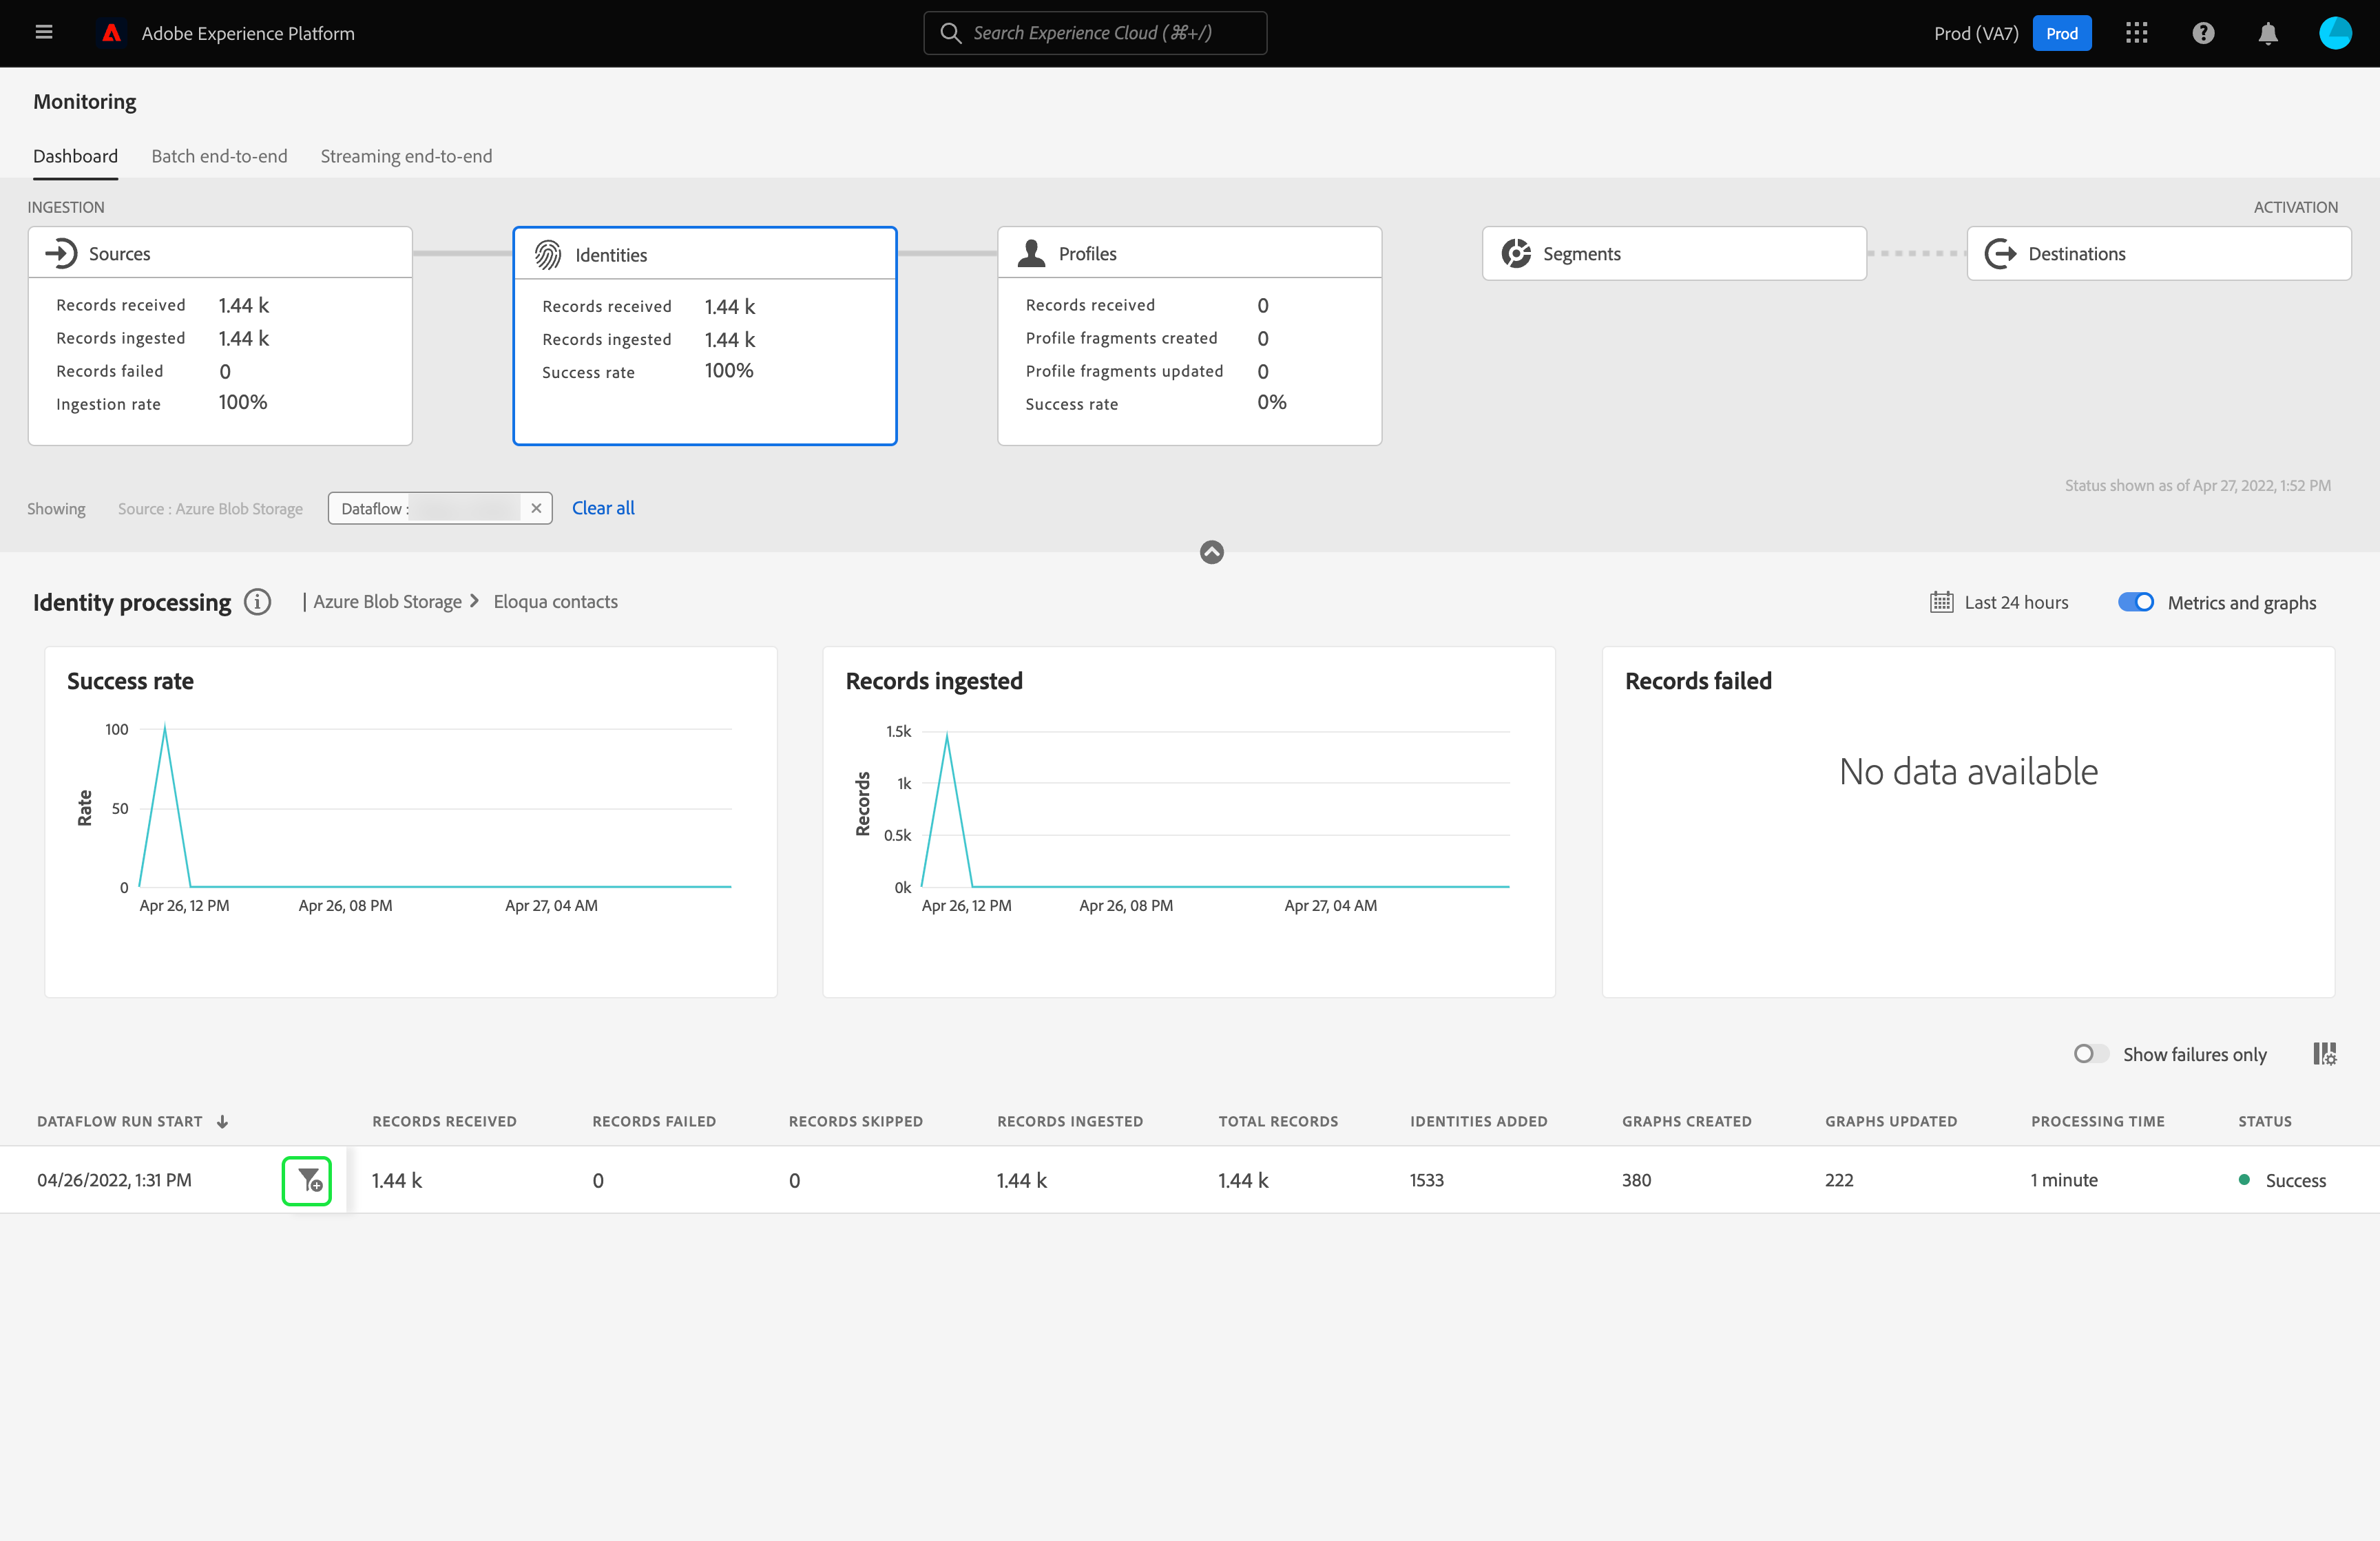 Adobe Experience Platform
Search Experience Cloud (⌘+/)
Prod (VA7)
Prod
Monitoring
Dashboard
Batch end-to-end
Streaming end-to-end
INGESTION
ACTIVATION
Sources
Records received 1.44 k
Records ingested 1.44 k
Records failed 0
Ingestion rate 100%
Identities
Records received 1.44 k
Records ingested 1.44 k
Success rate 100%
Profiles
Records received 0
Profile fragments created 0
Profile fragments updated 0
Success rate 0%
Segments
Destinations
Status shown as of Apr 27, 2022, 1:52 PM
Showing Source : Azure Blob Storage Dataflow : Clear all
Identity processing | Azure Blob Storage > Eloqua contacts
Last 24 hours
Metrics and graphs
Success rate
Rate
100
50
0
Apr 26, 12 PM Apr 26, 08 PM Apr 27, 04 AM
Records ingested
Records
1.5k
1k
0.5k
0k
Apr 26, 12 PM Apr 26, 08 PM Apr 27, 04 AM
Records failed
No data available
Show failures only
DATAFLOW RUN START ↓ RECORDS RECEIVED RECORDS FAILED RECORDS SKIPPED RECORDS INGESTED TOTAL RECORDS IDENTITIES ADDED GRAPHS CREATED GRAPHS UPDATED PROCESSING TIME STATUS
04/26/2022, 1:31 PM 1.44 k 0 0 1.44 k 1.44 k 1533 380 222 1 minute Success